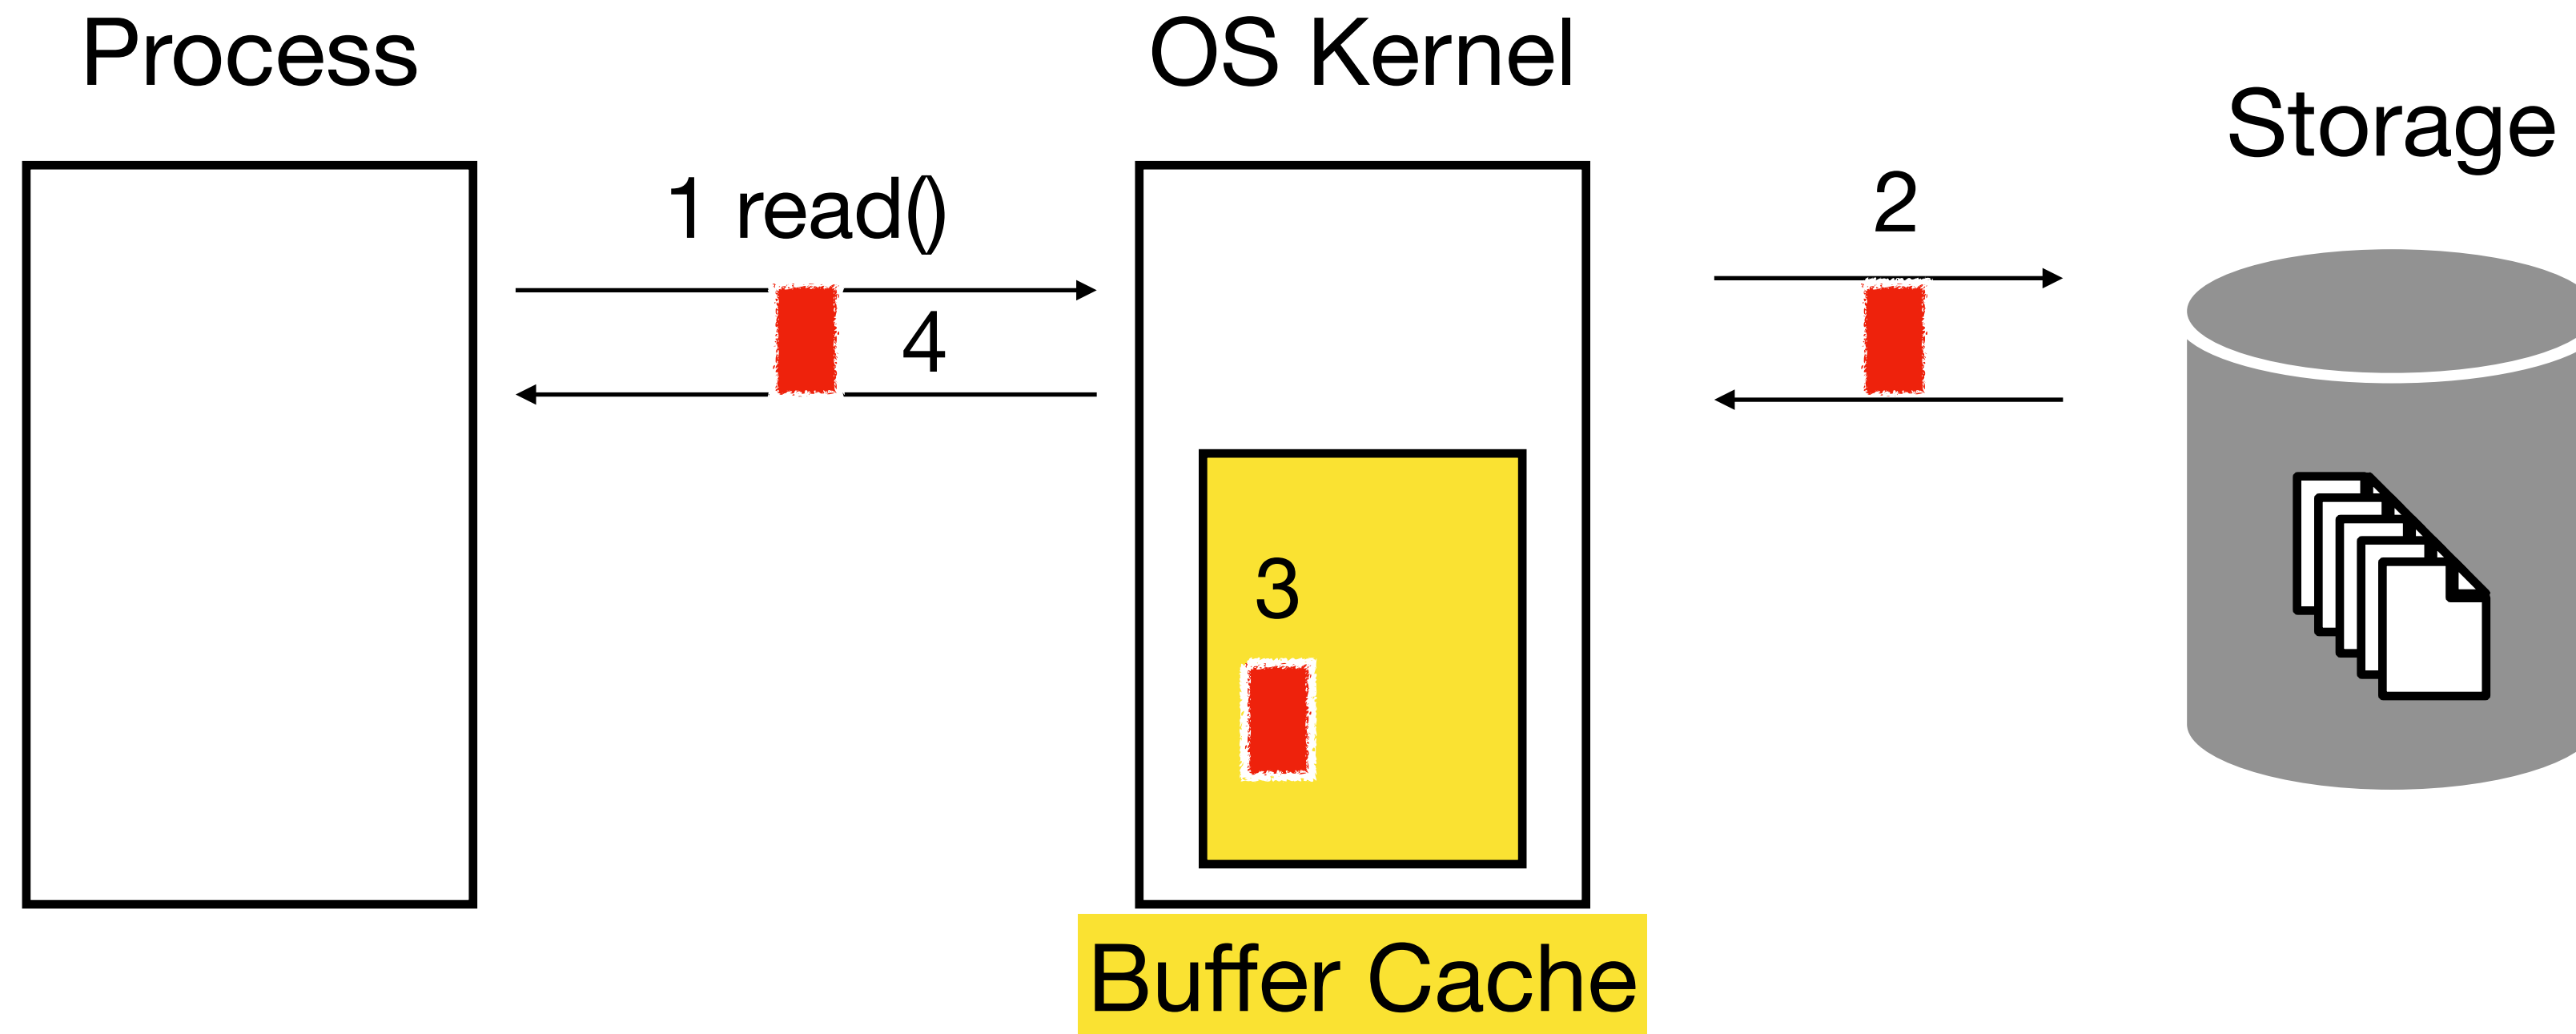 Process
OS Kernel
Storage
1 read()
2
4
3
Buffer Cache